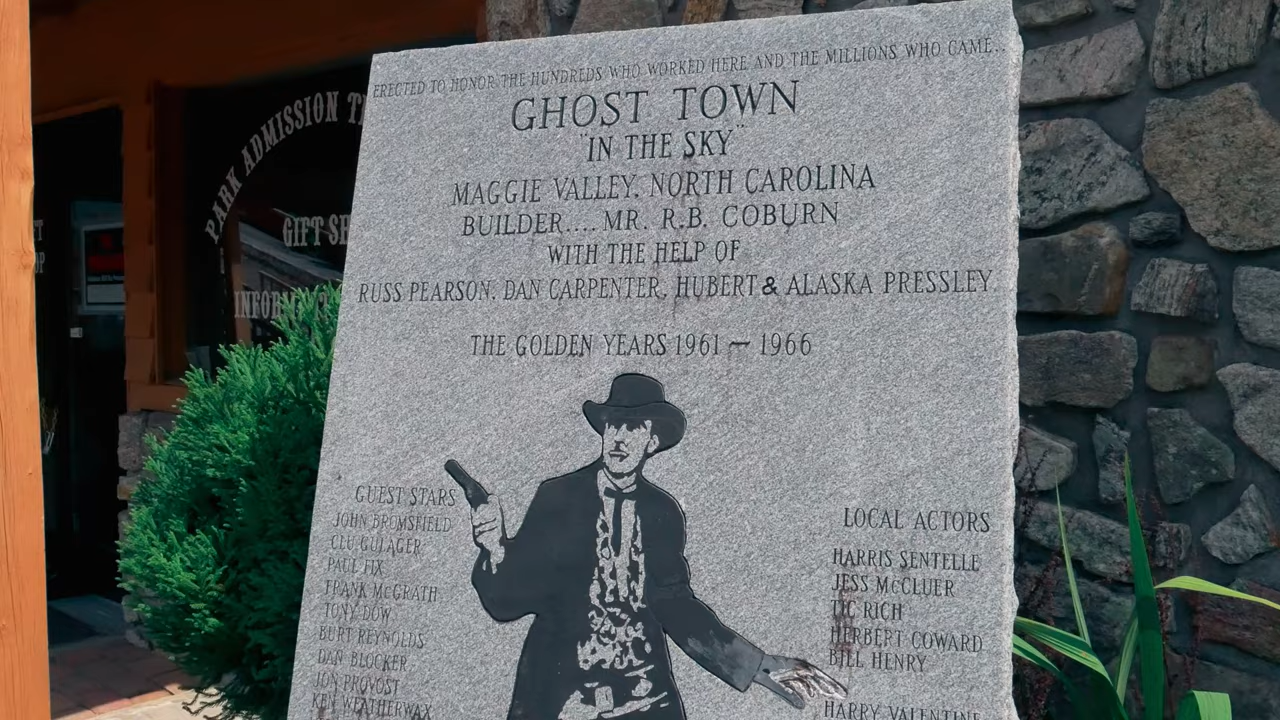 ERECTED TO HONOR THE HUNDREDS WHO WORKED HERE AND THE MILLIONS WHO CAME..
GHOST TOWN
"IN THE SKY"
MAGGIE VALLEY, NORTH CAROLINA
BUILDER.... MR. R.B. COBURN
WITH THE HELP OF
RUSS PEARSON, DAN CARPENTER, HUBERT & ALASKA PRESSLEY.
THE GOLDEN YEARS 1961 — 1966
GUEST STARS
JOHN BROMSFIELD
CLU GULAGER
PAUL FIX
FRANK McGRATH
TONY DOW
BURT REYNOLDS
DAN BLOCKER
JON PROVOST
KEN WEATHERWAX
LOCAL ACTORS
HARRIS SENTELLE
JESS McCLUER
TIC RICH
HERBERT COWARD
BILL HENRY
HARRY VALENTINE
PARK ADMISSION
GIFT